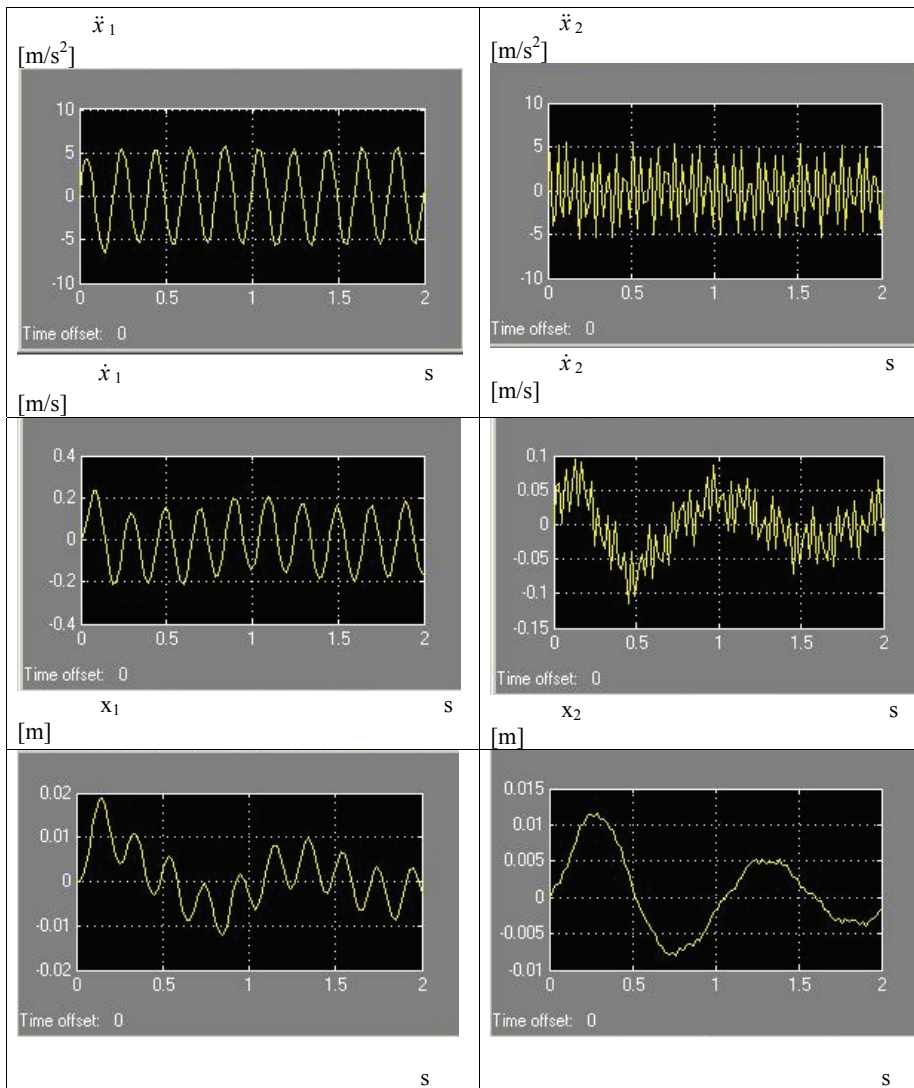 ẍ 1
[m/s²]
10
5
0
-5
-10
0 0.5 1 1.5 2
Time offset: 0
ẍ 2
[m/s²]
10
5
0
-5
-10
0 0.5 1 1.5 2
Time offset: 0
ẋ 1 s
[m/s]
0.4
0.2
0
-0.2
-0.4
0 0.5 1 1.5 2
Time offset: 0
ẋ 2 s
[m/s]
0.1
0.05
0
-0.05
-0.1
-0.15
0 0.5 1 1.5 2
Time offset: 0
x₁ s
[m]
0.02
0.01
0
-0.01
-0.02
0 0.5 1 1.5 2
Time offset: 0
s
x₂ s
[m]
0.015
0.01
0.005
0
-0.005
-0.01
0 0.5 1 1.5 2
Time offset: 0
s